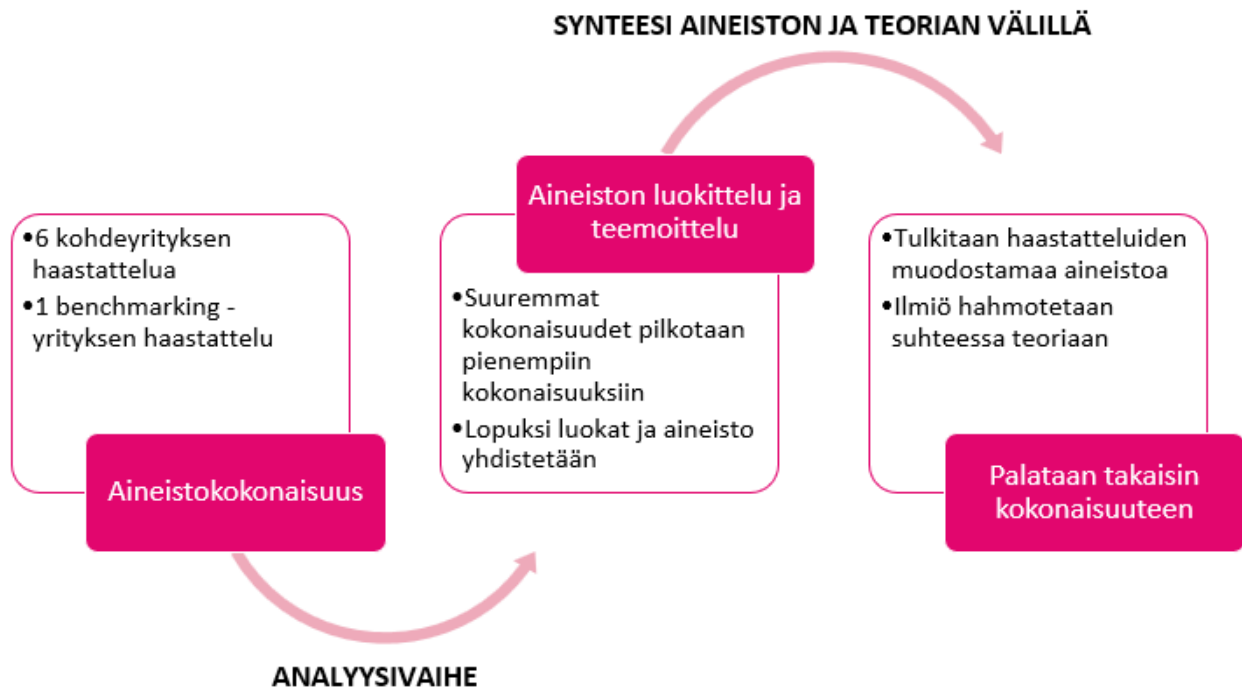 SYNTEESI AINEISTON JA TEORIAN VÄLILLÄ
•6 kohdeyrityksen
haastattelua
•1 benchmarking -
yrityksen haastattelu
Aineistokokonaisuus
Aineiston luokittelu ja
teemoittelu
•Suuremmat
kokonaisuudet pilkotaan
pienempiin
kokonaisuuksiin
•Lopuksi luokat ja aineisto
yhdistetään
•Tulkitaan haastatteluiden
muodostamaa aineistoa
•Ilmiö hahmotetaan
suhteessa teoriaan
Palataan takaisin
kokonaisuuteen
ANALYYSIVAIHE